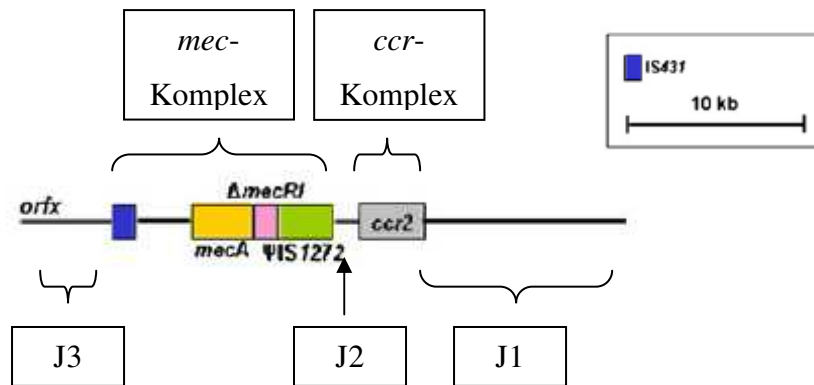 mec-
Komplex
ccr-
Komplex
IS431
10 kb
ΔmecRI
orfx
ccr2
mecA ΨIS1272
J3
J2
J1